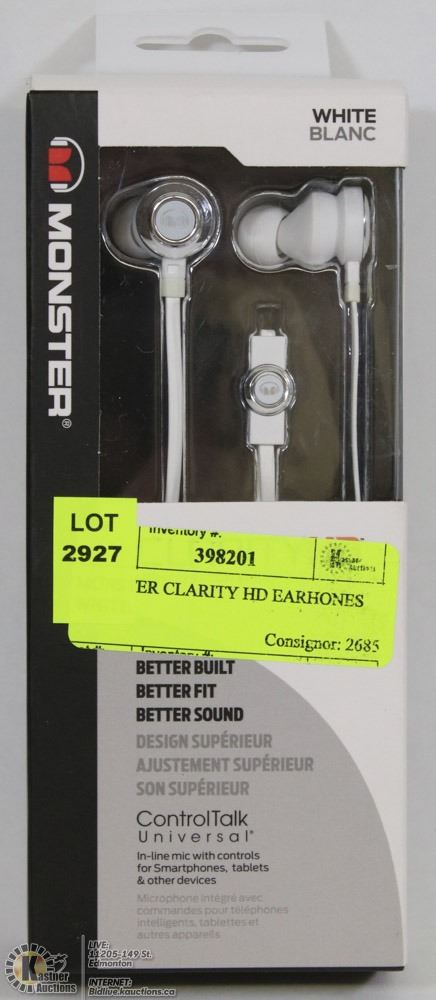 WHITE
BLANC
MONSTER®
LOT
2927
Inventory #:
398201
ER CLARITY HD EARHONES
Consignor: 2685
BETTER BUILT
BETTER FIT
BETTER SOUND
DESIGN SUPÉRIEUR
AJUSTEMENT SUPÉRIEUR
SON SUPÉRIEUR
ControlTalk
Universal®
In-line mic with controls
for Smartphones, tablets
& other devices
Microphone intégré avec
commandes pour téléphones
intelligents, tablettes et
autres appareils
Kastner
Auctions
LIVE:
11205-149 St.
Edmonton
INTERNET:
Bidlive.kauctions.ca